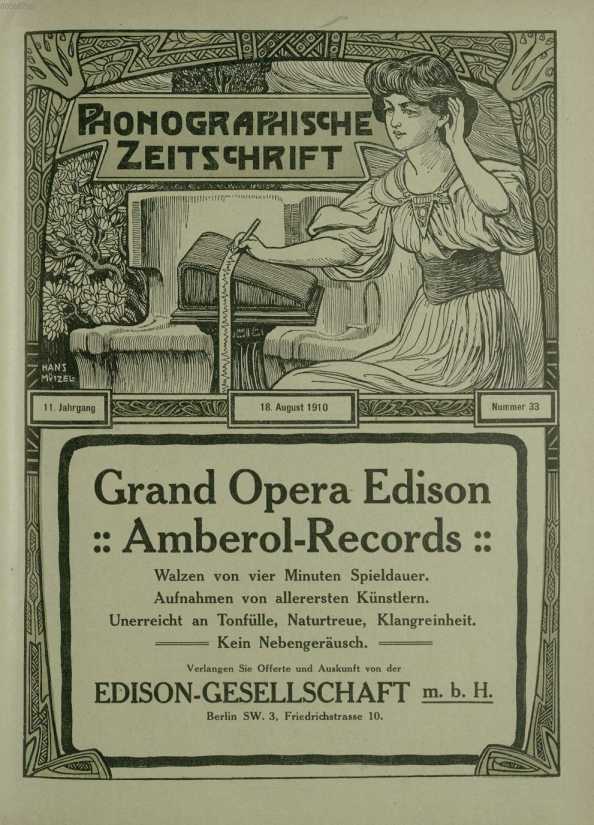 PHONOGRAPHISCHE
ZEITSCHRIFT
HANS
MÜTZEL
11. Jahrgang
18. August 1910
Nummer 33
Grand Opera Edison
:: Amberol-Records ::
Walzen von vier Minuten Spieldauer.
Aufnahmen von allerersten Künstlern.
Unerreicht an Tonfülle, Naturtreue, Klangreinheit.
Kein Nebengeräusch.
Verlangen Sie Offerte und Auskunft von der
EDISON-GESELLSCHAFT m. b. H.
Berlin SW. 3, Friedrichstrasse 10.